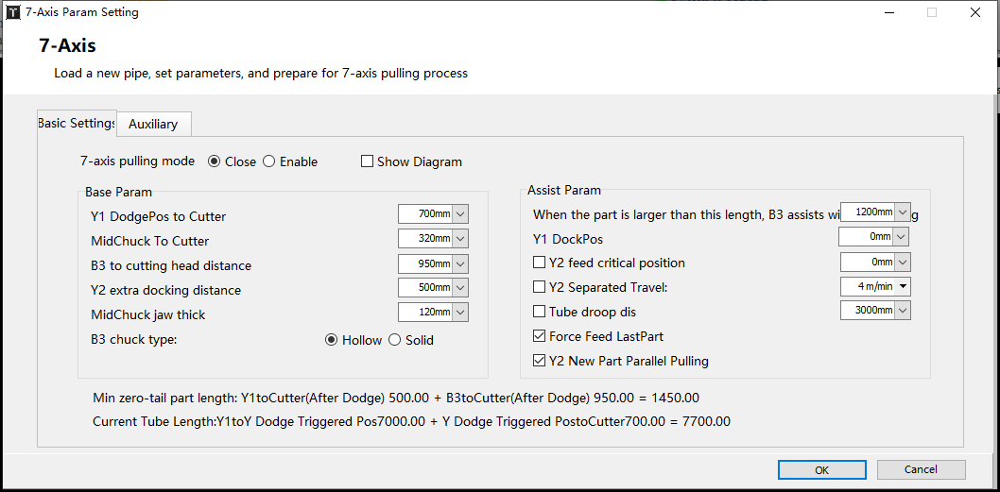 7-Axis Param Setting
7-Axis
Load a new pipe, set parameters, and prepare for 7-axis pulling process
Basic Settings Auxiliary
7-axis pulling mode Close Enable Show Diagram
Base Param
Y1 DodgePos to Cutter 700mm
MidChuck To Cutter 320mm
B3 to cutting head distance 950mm
Y2 extra docking distance 500mm
MidChuck jaw thick 120mm
B3 chuck type: Hollow Solid
Assist Param
When the part is larger than this length, B3 assists 1200mm
Y1 DockPos 0mm
Y2 feed critical position 0mm
Y2 Separated Travel: 4 m/min
Tube droop dis 3000mm
Force Feed LastPart
Y2 New Part Parallel Pulling
Min zero-tail part length: Y1toCutter(After Dodge) 500.00 + B3toCutter(After Dodge) 950.00 = 1450.00
Current Tube Length:Y1toY Dodge Triggered Pos7000.00 + Y Dodge Triggered PostoCutter700.00 = 7700.00
OK Cancel